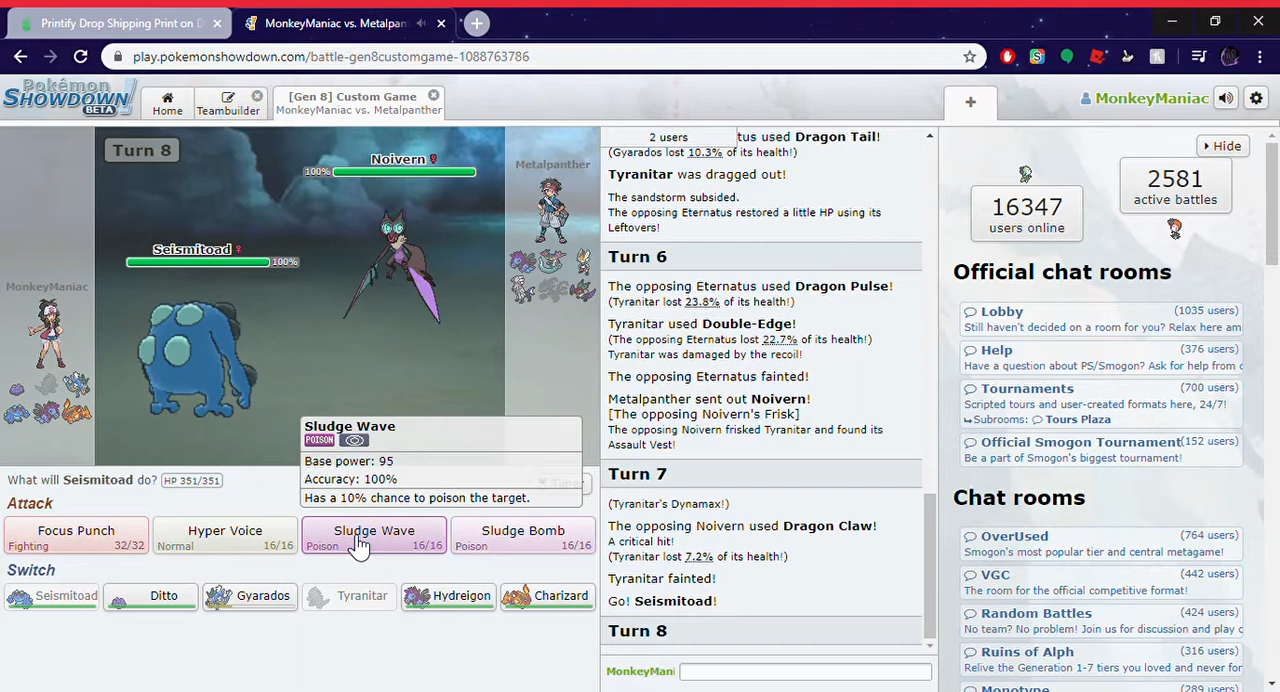 Printify Drop Shipping Print on D
MonkeyManiac vs. Metalpan
play.pokemonshowdown.com/battle-gen8customgame-1088763786
Pokémon
SHOWDOWN!
BETA
Home
Teambuilder
[Gen 8] Custom Game
MonkeyManiac vs. Metalpanther
MonkeyManiac
Turn 8
Noivern
100%
Seismitoad
100%
MonkeyManiac
Metalpanther
Sludge Wave
POISON
Base power: 95
Accuracy: 100%
Has a 10% chance to poison the target.
What will Seismitoad do? HP 351/351
Timer
Attack
Focus Punch
Fighting 32/32
Hyper Voice
Normal 16/16
Sludge Wave
Poison 16/16
Sludge Bomb
Poison 16/16
Switch
Seismitoad
Ditto
Gyarados
Tyranitar
Hydreigon
Charizard
2 users
tus used Dragon Tail!
(Gyarados lost 10.3% of its health!)
Tyranitar was dragged out!
The sandstorm subsided.
The opposing Eternatus restored a little HP using its
Leftovers!
Turn 6
The opposing Eternatus used Dragon Pulse!
(Tyranitar lost 23.8% of its health!)
Tyranitar used Double-Edge!
(The opposing Eternatus lost 22.7% of its health!)
Tyranitar was damaged by the recoil!
The opposing Eternatus fainted!
Metalpanther sent out Noivern!
[The opposing Noivern's Frisk]
The opposing Noivern frisked Tyranitar and found its
Assault Vest!
Turn 7
(Tyranitar's Dynamax!)
The opposing Noivern used Dragon Claw!
A critical hit!
(Tyranitar lost 7.2% of its health!)
Tyranitar fainted!
Go! Seismitoad!
Turn 8
MonkeyMani
Hide
16347
users online
2581
active battles
Official chat rooms
Lobby (1035 users)
Still haven't decided on a room for you? Relax here am
Help (376 users)
Have a question about PS/Smogon? Ask for help from o
Tournaments (700 users)
Scripted tours and user-created formats here, 24/7!
Subrooms: Tours Plaza
Official Smogon Tournament (152 users)
Be a part of Smogon's biggest tournament!
Chat rooms
OverUsed (764 users)
Smogon's most popular tier and central metagame!
VGC (442 users)
The room for the official competitive format!
Random Battles (424 users)
No team? No problem! Join us for discussion and play o
Ruins of Alph (316 users)
Relive the Generation 1-7 tiers you loved and never for
Monotype (289 users)